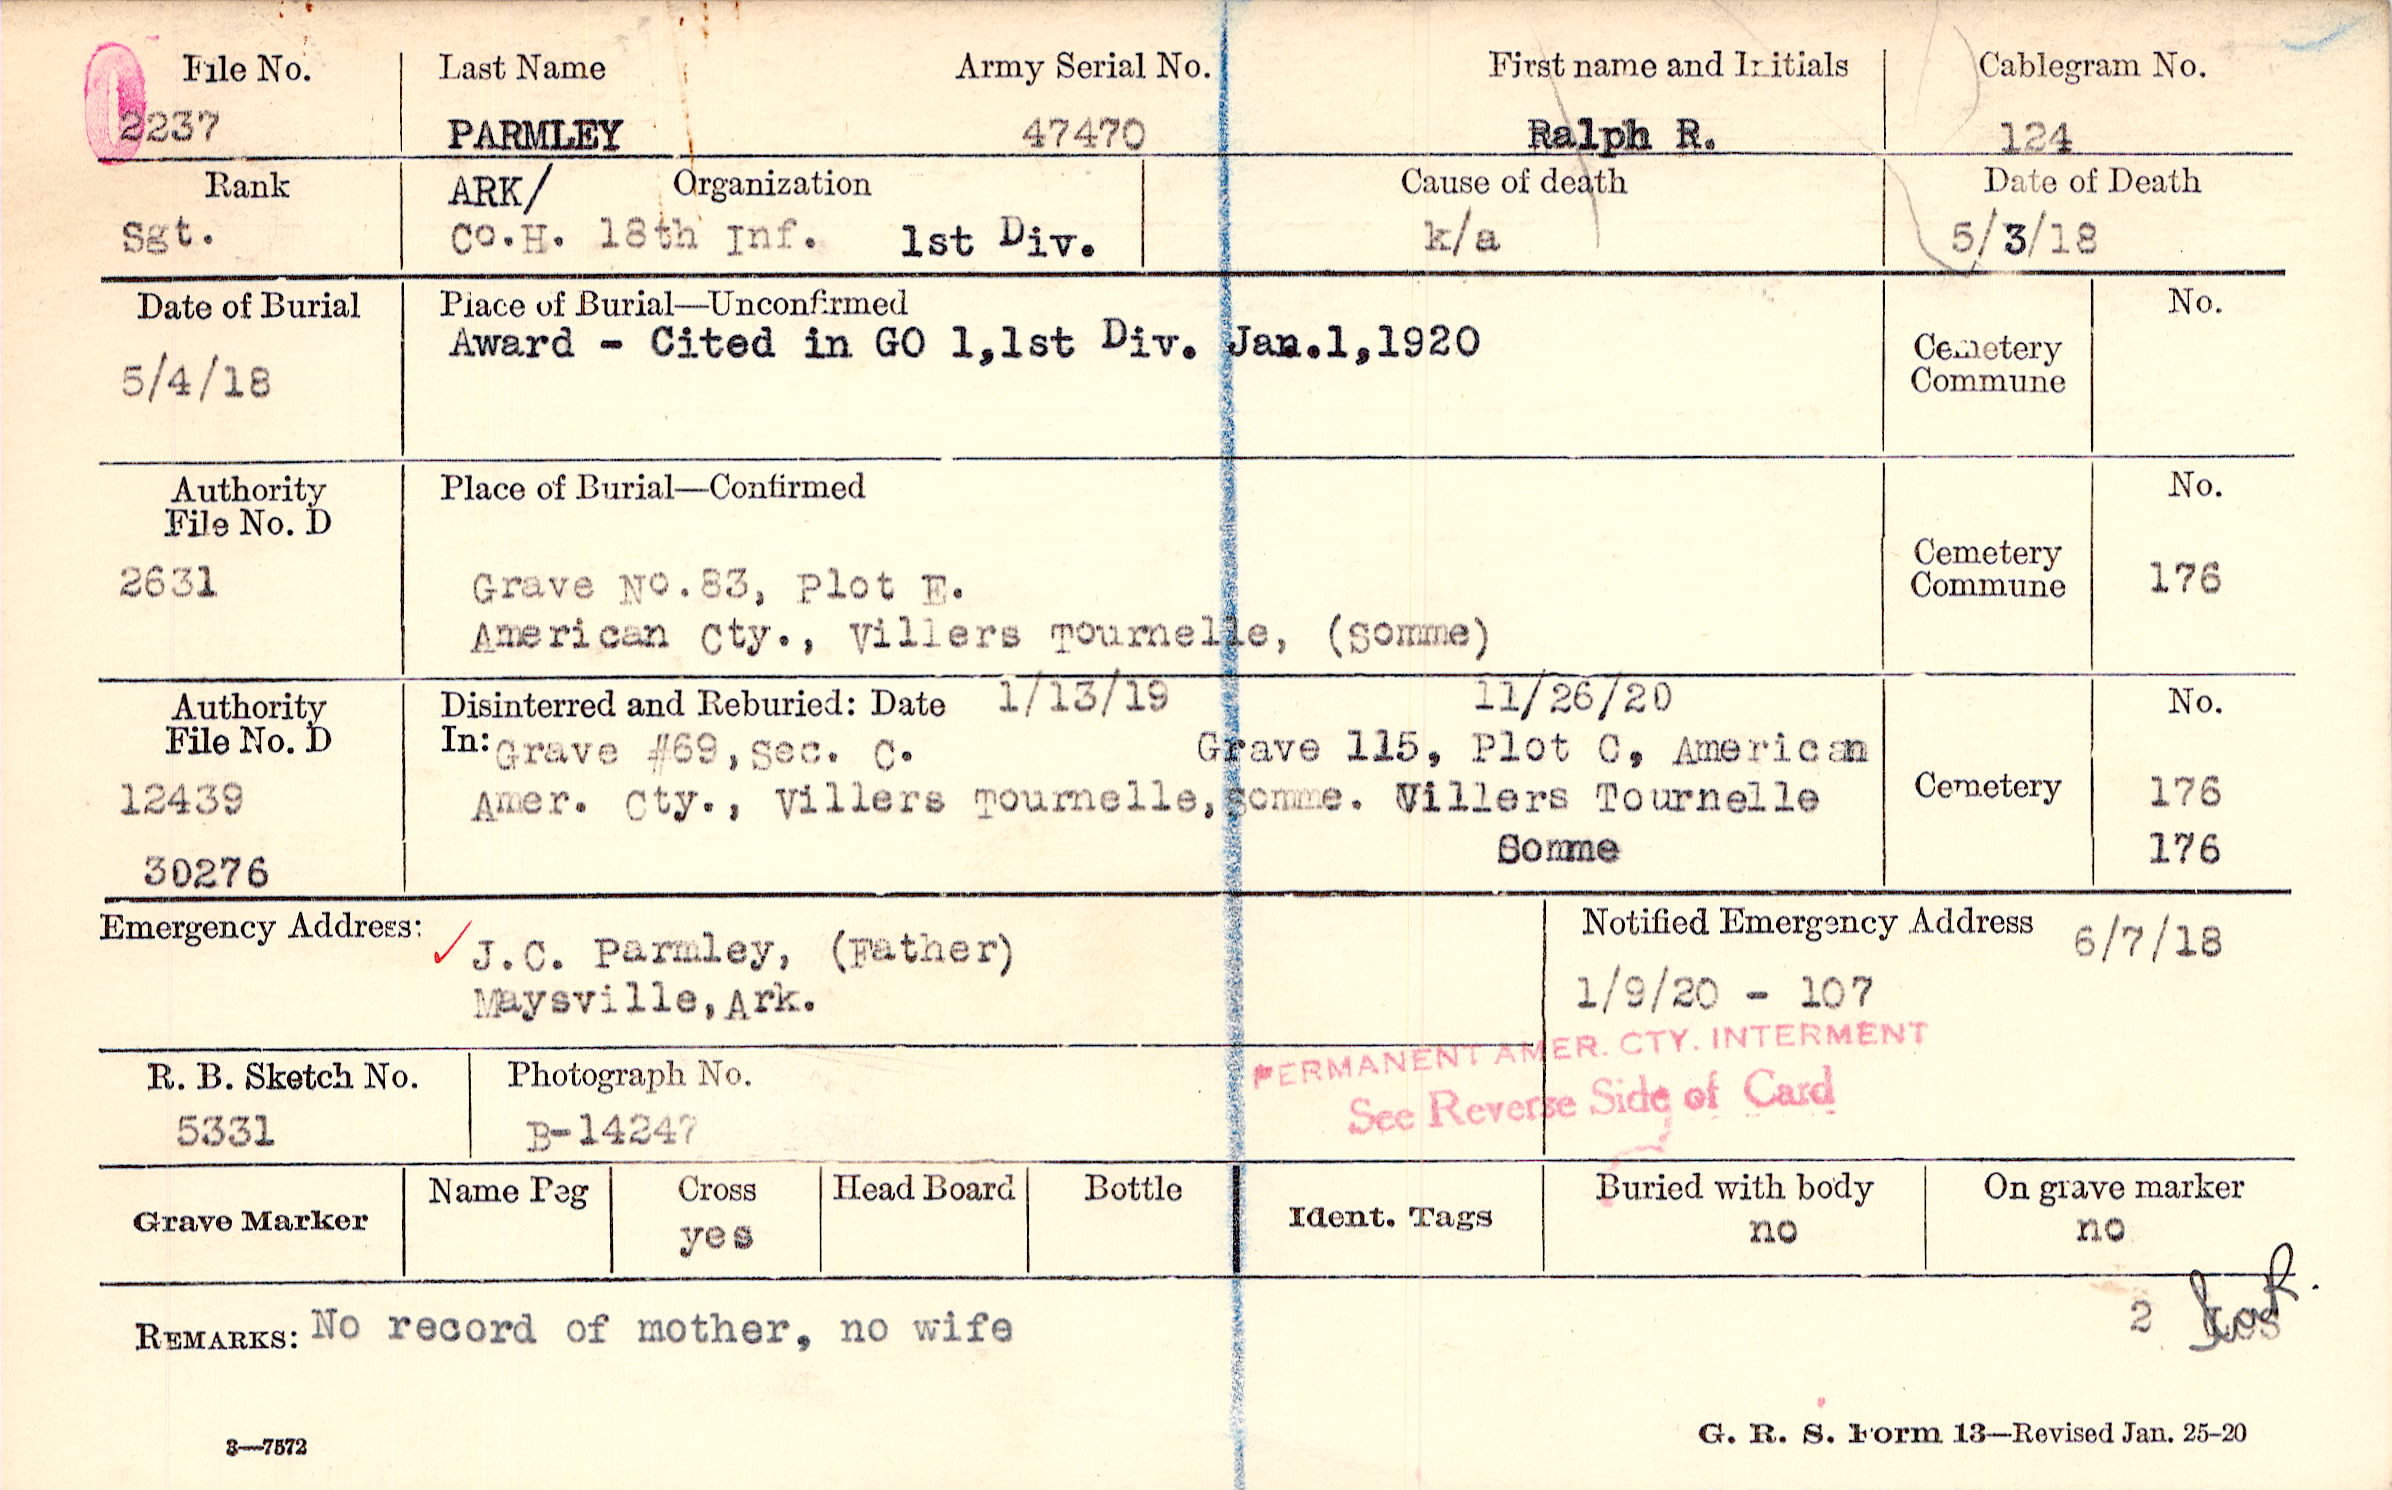 File No. Last Name Army Serial No. First name and Initials Cablegram No.
2237 PARMLEY 47470 Ralph R. 124
Rank ARK/ Organization Cause of death Date of Death
Sgt. Co.H. 18th Inf. 1st Div. k/a 5/3/18
Date of Burial Place of Burial—Unconfirmed No.
Award - Cited in GO 1,1st Div. Jan.1,1920 Cemetery
5/4/18 Commune
Authority Place of Burial—Confirmed No.
File No. D
Cemetery
2631 Grave No.83, Plot E. Commune 176
American Cty., Villers Tournelle, (Somme)
Authority Disinterred and Reburied: Date 1/13/19 11/26/20 No.
File No. D In: Grave #69, Sec. C. Grave 115, Plot C, American
12439 Amer. Cty., Villers Tournelle, Somme. Villers Tournelle Cemetery 176
30276 Somme 176
Emergency Address: J.C. Parmley, (Father) Notified Emergency Address 6/7/18
Maysville, Ark. 1/9/20 - 107
PERMANENT AMER. CTY. INTERMENT
See Reverse Side of Card
R. B. Sketch No. Photograph No.
5331 B-14247
Grave Marker Name Peg Cross Head Board Bottle Ident. Tags Buried with body On grave marker
yes no no
REMARKS: No record of mother, no wife 2
3—7572 G. R. S. Form 13—Revised Jan. 25-20